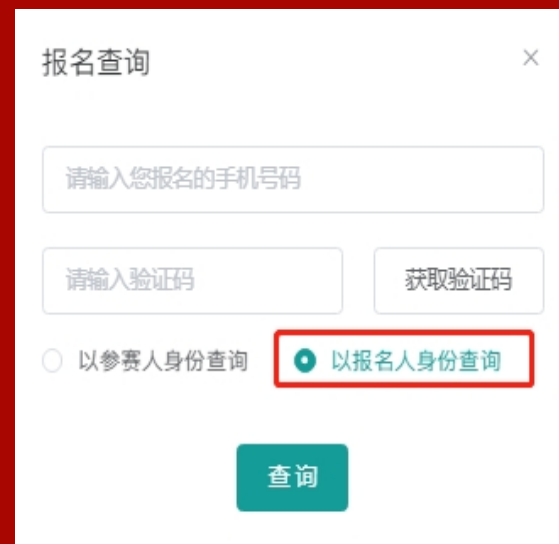 报名查询
请输入您报名的手机号码
请输入验证码 获取验证码
以参赛人身份查询 以报名人身份查询
查询